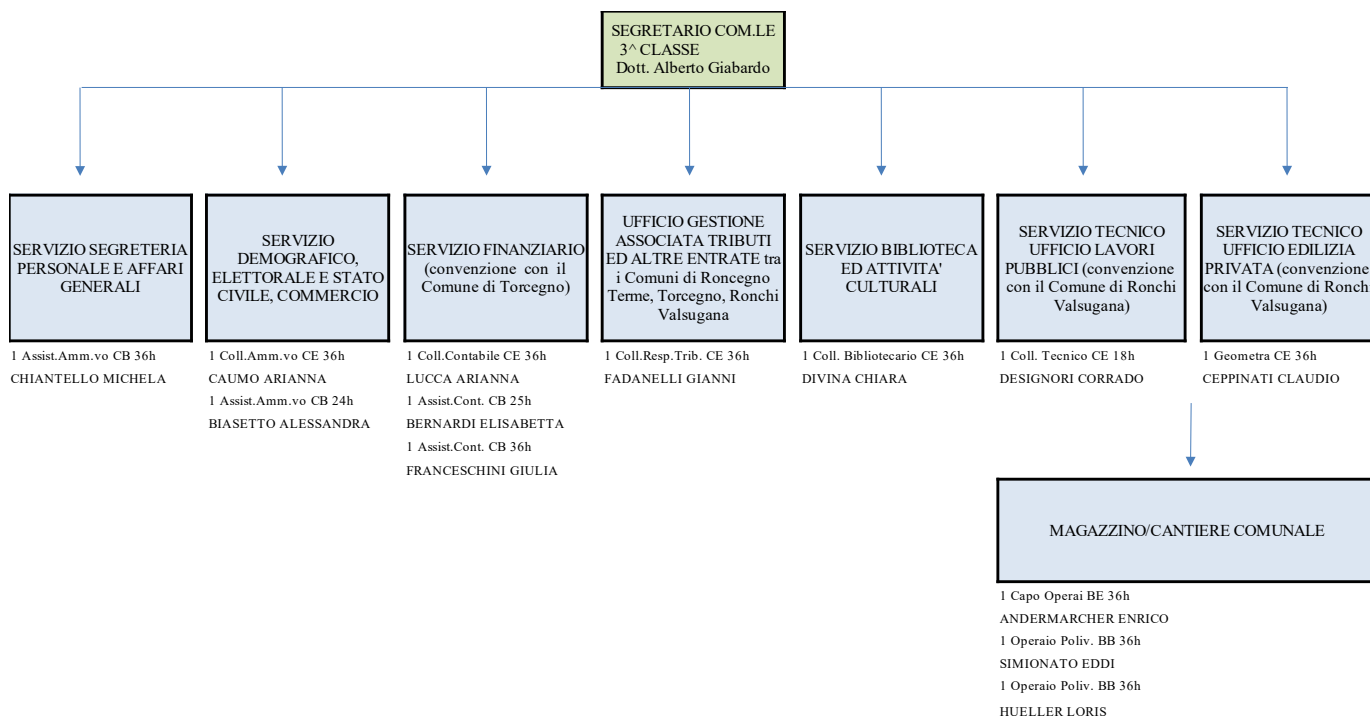 SEGRETARIO COM.LE
3^ CLASSE
Dott. Alberto Giabardo
SERVIZIO SEGRETERIA
PERSONALE E AFFARI
GENERALI
1 Assist.Amm.vo CB 36h
CHIANTELLO MICHELA
SERVIZIO
DEMOGRAFICO,
ELETTORALE E STATO
CIVILE, COMMERCIO
1 Coll.Amm.vo CE 36h
CAUMO ARIANNA
1 Assist.Amm.vo CB 24h
BIASETTO ALESSANDRA
SERVIZIO FINANZIARIO
(convenzione con il
Comune di Torcegno)
1 Coll.Contabile CE 36h
LUCCA ARIANNA
1 Assist.Cont. CB 25h
BERNARDI ELISABETTA
1 Assist.Cont. CB 36h
FRANCESCHINI GIULIA
UFFICIO GESTIONE
ASSOCIATA TRIBUTI
ED ALTRE ENTRATE tra
i Comuni di Roncegno
Terme, Torcegno, Ronchi
Valsugana
1 Coll.Resp.Trib. CE 36h
FADANELLI GIANNI
SERVIZIO BIBLIOTECA
ED ATTIVITA' 
CULTURALI
1 Coll. Bibliotecario CE 36h
DIVINA CHIARA
SERVIZIO TECNICO
UFFICIO LAVORI
PUBBLICI (convenzione
con il Comune di Ronchi
Valsugana)
1 Coll. Tecnico CE 18h
DESIGNORI CORRADO
SERVIZIO TECNICO
UFFICIO EDILIZIA
PRIVATA (convenzione
con il Comune di Ronchi
Valsugana)
1 Geometra CE 36h
CEPPINATI CLAUDIO
MAGAZZINO/CANTIERE COMUNALE
1 Capo Operai BE 36h
ANDERMARCHER ENRICO
1 Operaio Poliv. BB 36h
SIMIONATO EDDI
1 Operaio Poliv. BB 36h
HUELLER LORIS